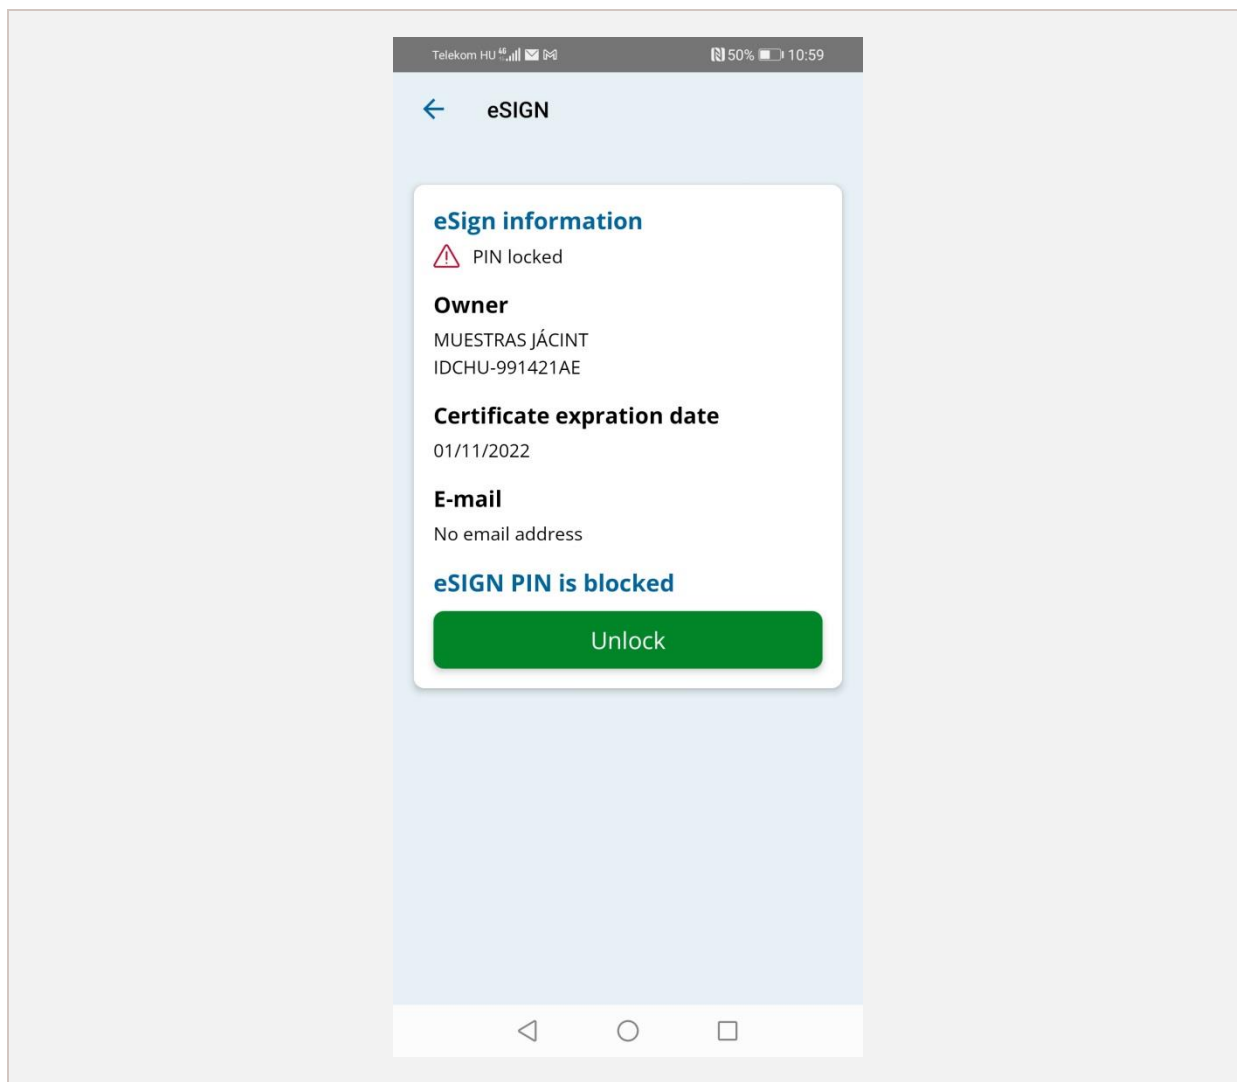 Telekom HU 4G 50% 10:59
eSIGN
eSign information
PIN locked
Owner
MUESTRAS JÁCINT
IDCHU-991421AE
Certificate expration date
01/11/2022
E-mail
No email address
eSIGN PIN is blocked
Unlock